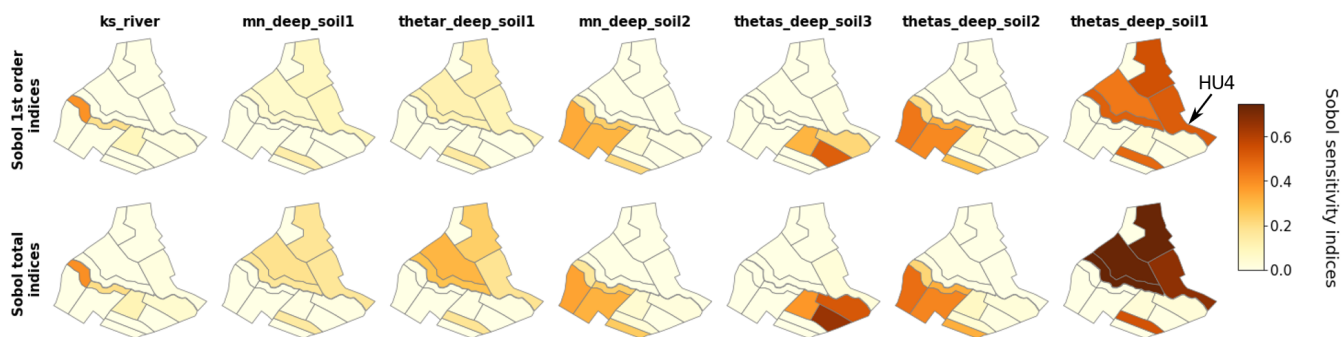 ks_river mn_deep_soil1 thetar_deep_soil1 mn_deep_soil2 thetas_deep_soil3 thetas_deep_soil2 thetas_deep_soil1
Sobol 1st order
indices
HU4
Sobol total
indices
0.6
0.4
0.2
0.0
Sobol sensitivity indices